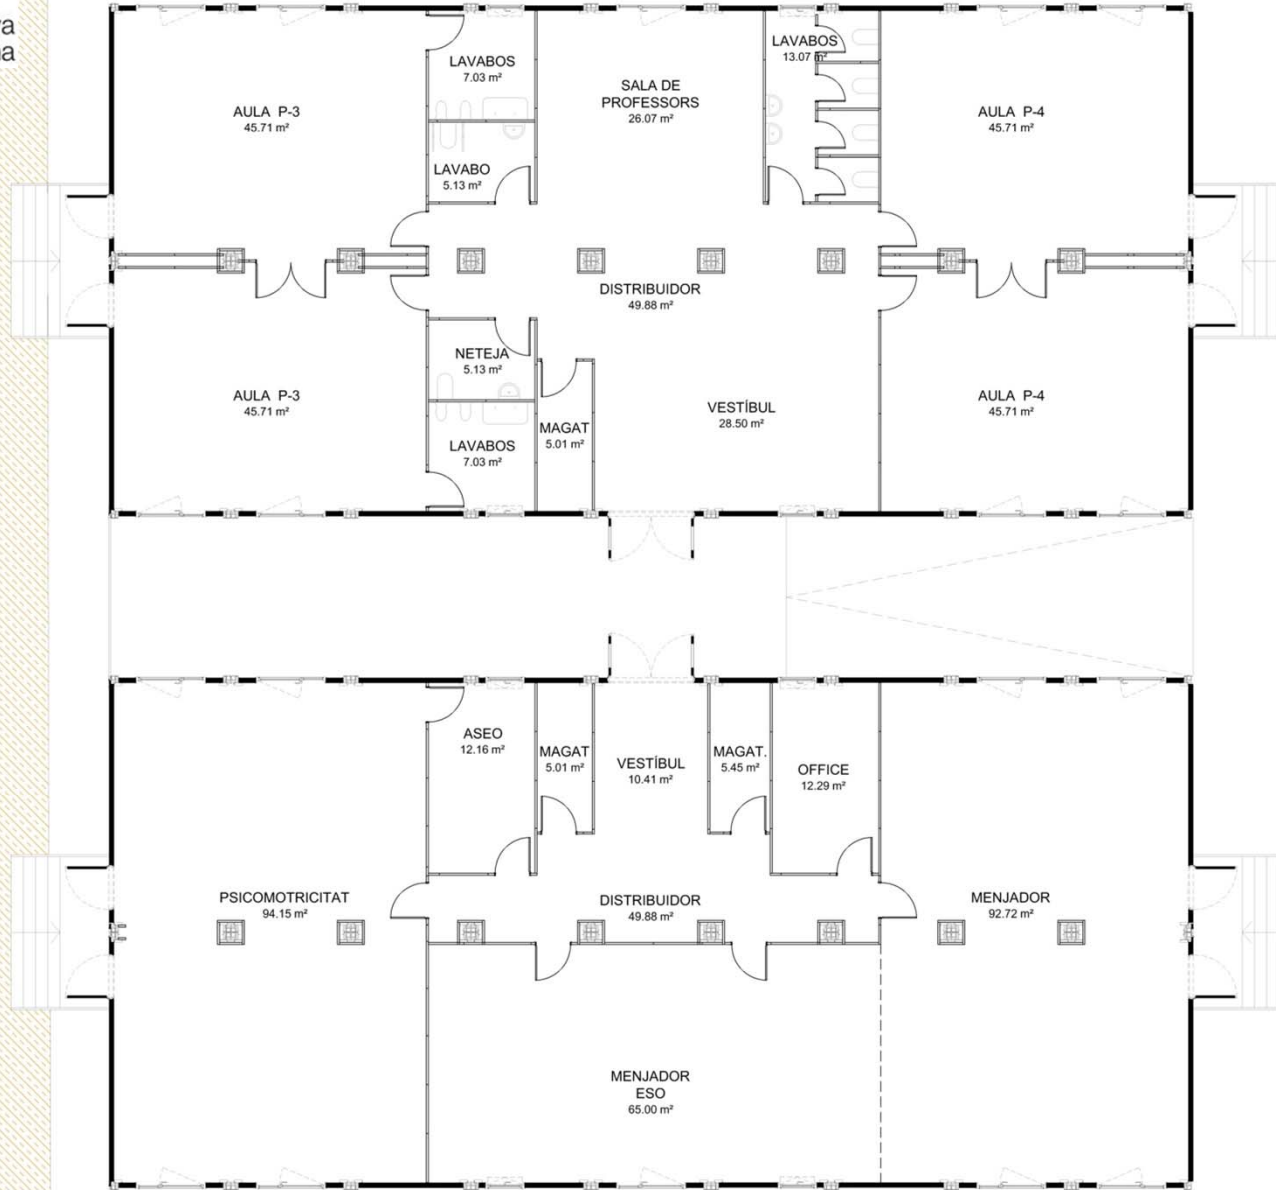 AULA P-3
45.71 m²
LAVABOS
7.03 m²
LAVABO
5.13 m²
SALA DE
PROFESSORS
26.07 m²
LAVABOS
13.07 m²
AULA P-4
45.71 m²
DISTRIBUIDOR
49.88 m²
AULA P-3
45.71 m²
NETEJA
5.13 m²
LAVABOS
7.03 m²
MAGAT
5.01 m²
VESTÍBUL
28.50 m²
AULA P-4
45.71 m²
PSICOMOTRICITAT
94.15 m²
ASEO
12.16 m²
MAGAT
5.01 m²
VESTÍBUL
10.41 m²
MAGAT.
5.45 m²
OFFICE
12.29 m²
DISTRIBUIDOR
49.88 m²
MENJADOR
92.72 m²
MENJADOR
ESO
65.00 m²